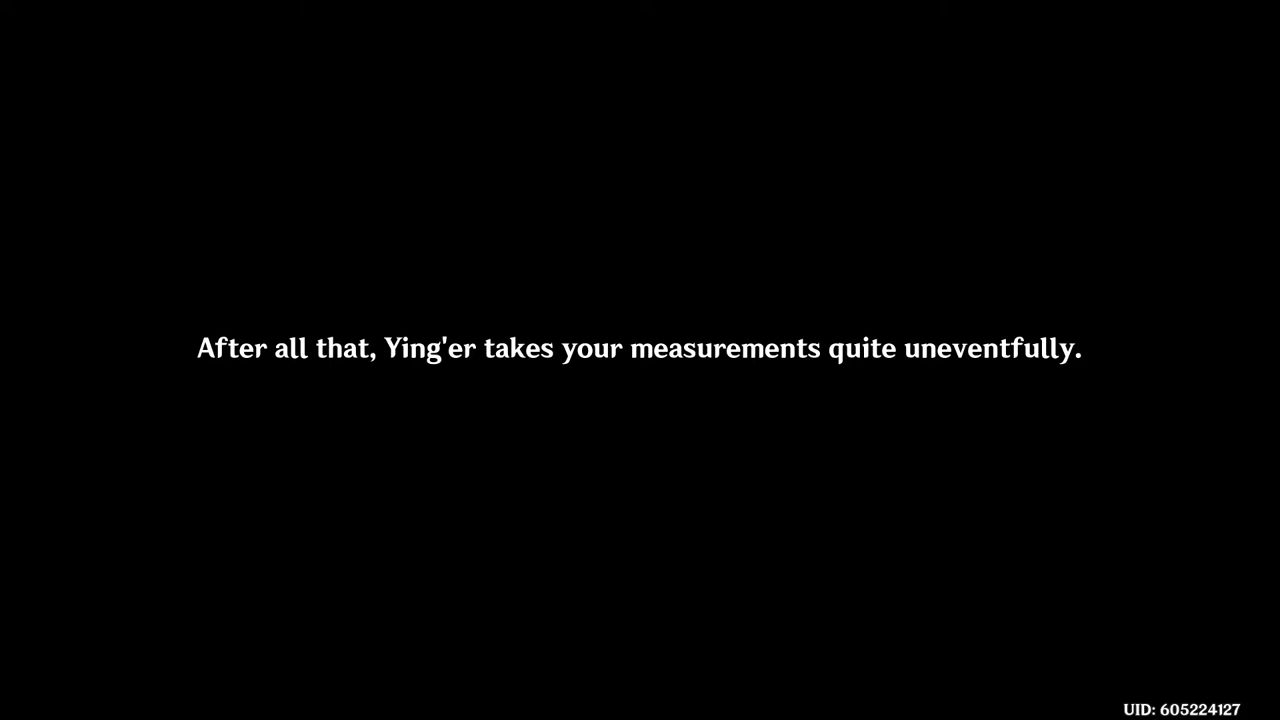 After all that, Ying'er takes your measurements quite uneventfully.
UID: 605224127